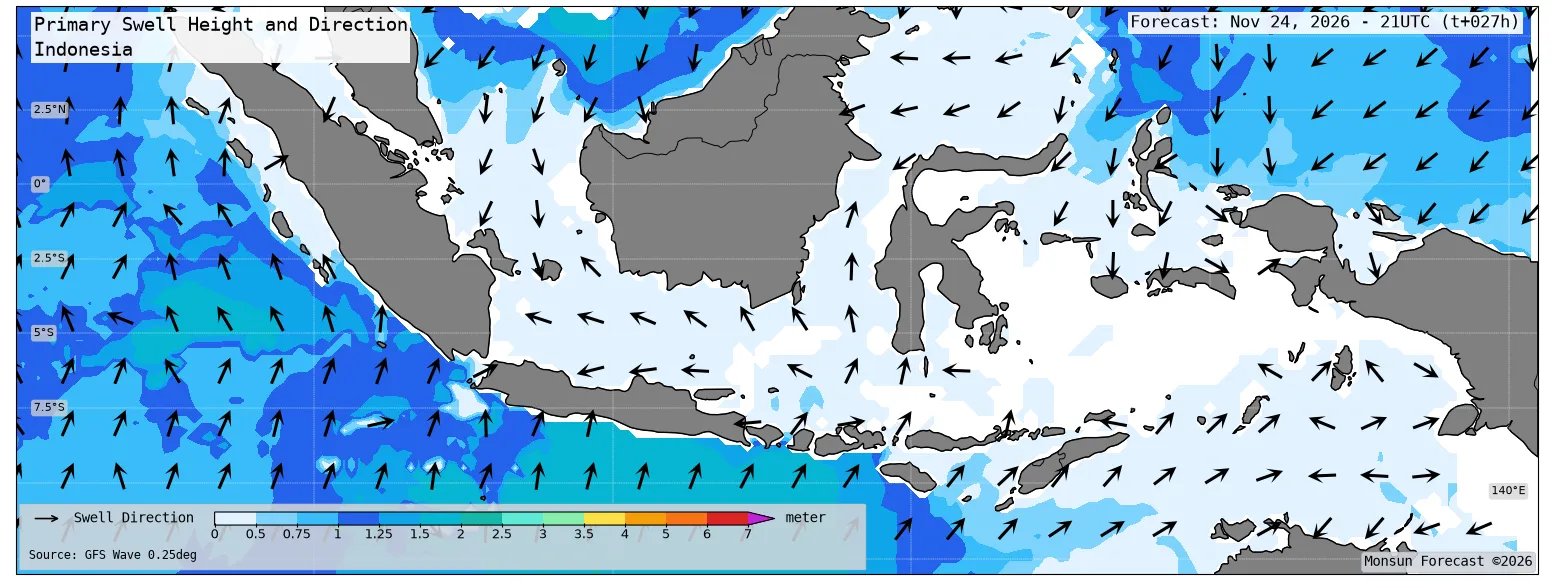 Primary Swell Height and Direction
Indonesia
Forecast: Nov 24, 2026 - 21UTC (t+027h)
2.5°N
0°
2.5°S
5°S
7.5°S
140°E
Swell Direction
0 0.5 0.75 1 1.25 1.5 2 2.5 3 3.5 4 5 6 7 meter
Source: GFS Wave 0.25deg
Monsun Forecast ©2026